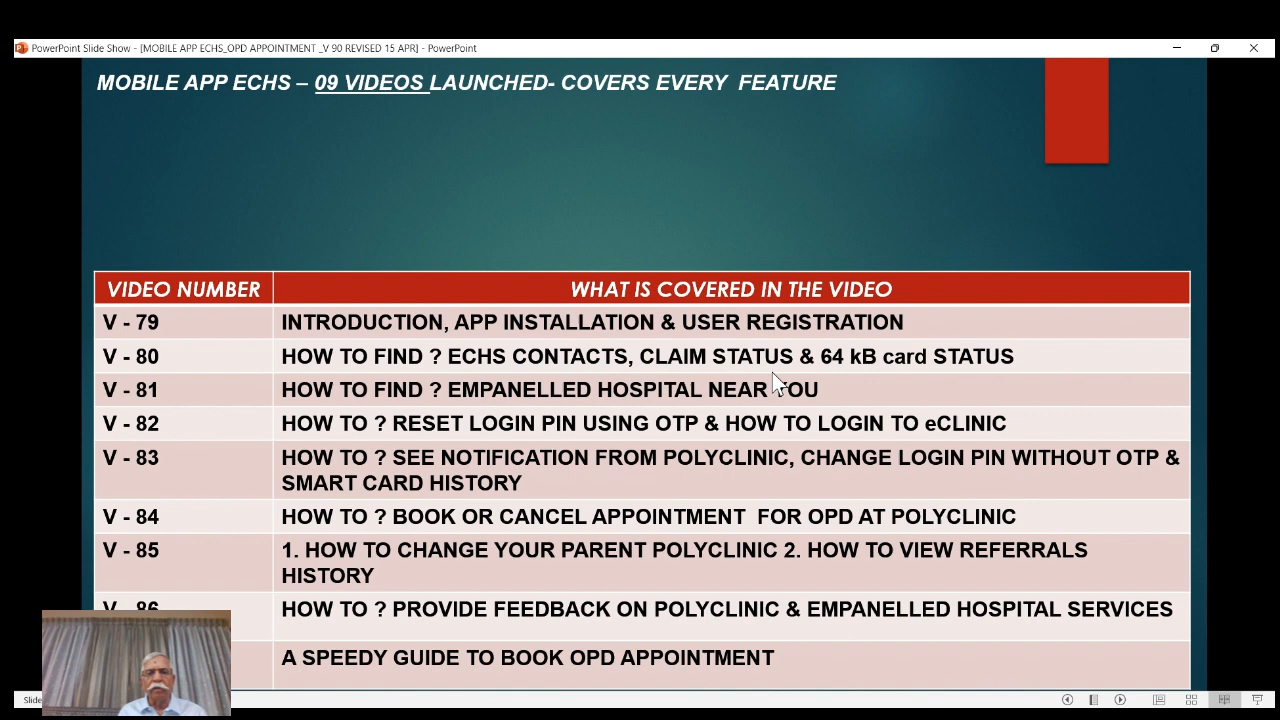 PowerPoint Slide Show - [MOBILE APP ECHS_OPD APPOINTMENT _V 90 REVISED 15 APR] - PowerPoint
MOBILE APP ECHS – 09 VIDEOS LAUNCHED- COVERS EVERY FEATURE
VIDEO NUMBER WHAT IS COVERED IN THE VIDEO
V - 79 INTRODUCTION, APP INSTALLATION & USER REGISTRATION
V - 80 HOW TO FIND ? ECHS CONTACTS, CLAIM STATUS & 64 kB card STATUS
V - 81 HOW TO FIND ? EMPANELLED HOSPITAL NEAR YOU
V - 82 HOW TO ? RESET LOGIN PIN USING OTP & HOW TO LOGIN TO eCLINIC
V - 83 HOW TO ? SEE NOTIFICATION FROM POLYCLINIC, CHANGE LOGIN PIN WITHOUT OTP &
SMART CARD HISTORY
V - 84 HOW TO ? BOOK OR CANCEL APPOINTMENT FOR OPD AT POLYCLINIC
V - 85 1. HOW TO CHANGE YOUR PARENT POLYCLINIC 2. HOW TO VIEW REFERRALS
HISTORY
V - 86 HOW TO ? PROVIDE FEEDBACK ON POLYCLINIC & EMPANELLED HOSPITAL SERVICES
A SPEEDY GUIDE TO BOOK OPD APPOINTMENT